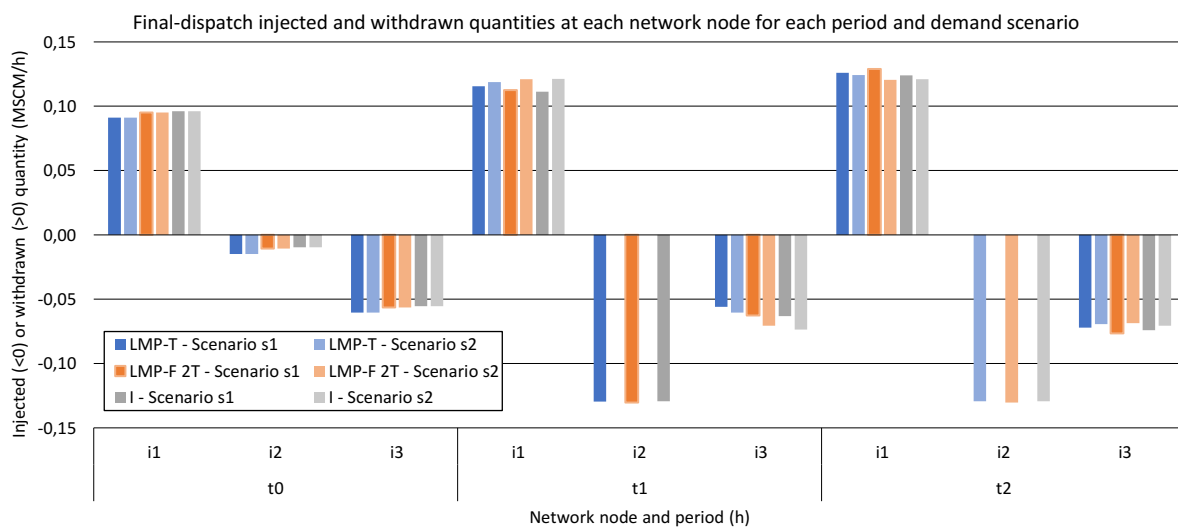 Final-dispatch injected and withdrawn quantities at each network node for each period and demand scenario
Injected (<0) or withdrawn (>0) quantity (MSCM/h)
0,15
0,10
0,05
0,00
-0,05
-0,10
-0,15
LMP-T - Scenario s1 LMP-T - Scenario s2
LMP-F 2T - Scenario s1 LMP-F 2T - Scenario s2
I - Scenario s1 I - Scenario s2
i1 i2 i3 i1 i2 i3 i1 i2 i3
t0 t1 t2
Network node and period (h)